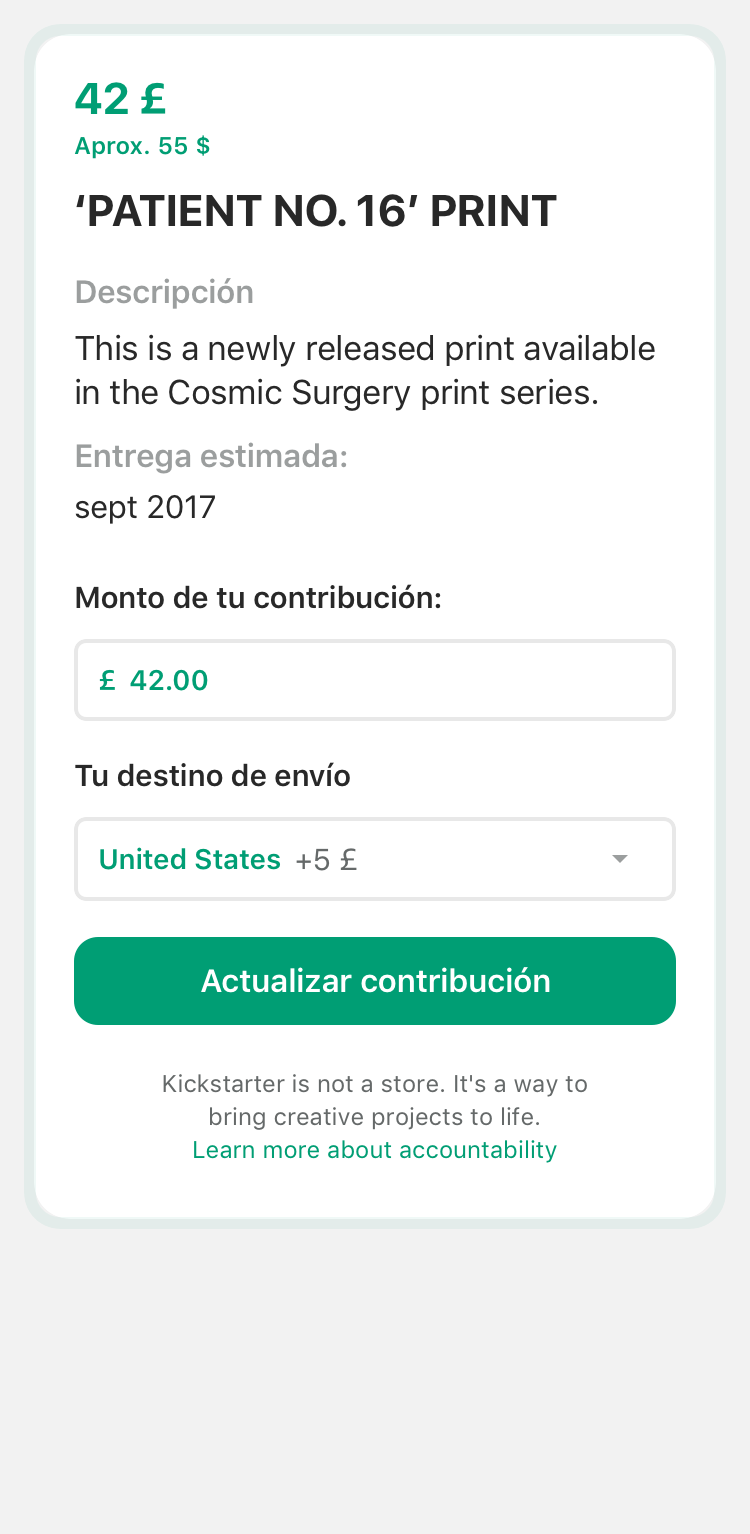 42 £
Aprox. 55 $
‘PATIENT NO. 16’ PRINT
Descripción
This is a newly released print available
in the Cosmic Surgery print series.
Entrega estimada:
sept 2017
Monto de tu contribución:
£ 42.00
Tu destino de envío
United States +5 £
Actualizar contribución
Kickstarter is not a store. It's a way to
bring creative projects to life.
Learn more about accountability